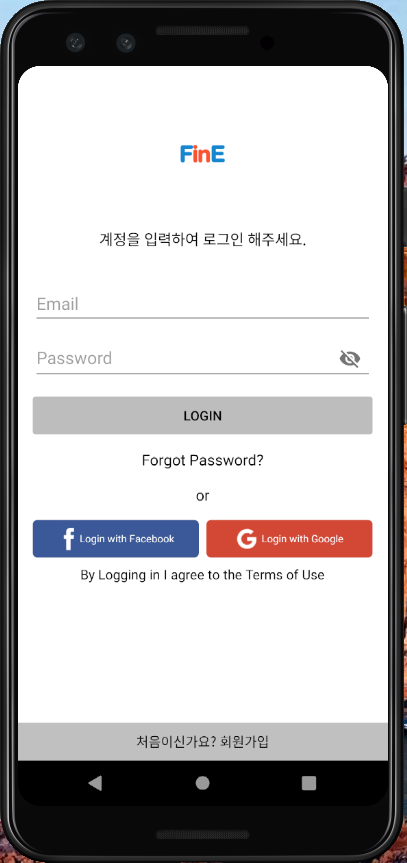 FinE
계정을 입력하여 로그인 해주세요.
Email
Password
LOGIN
Forgot Password?
or
f Login with Facebook
G Login with Google
By Logging in I agree to the Terms of Use
처음이신가요? 회원가입